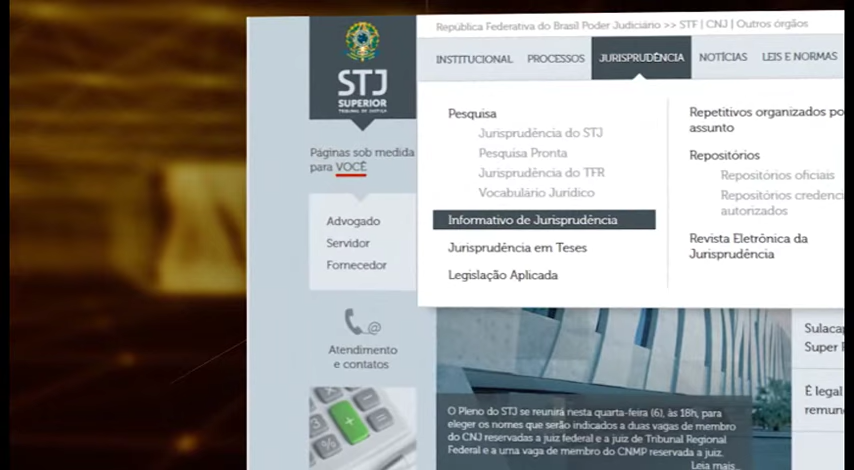 República Federativa do Brasil Poder Judiciário >> STF | CNJ | Outros órgãos
STJ
SUPERIOR
TRIBUNAL DE JUSTIÇA
INSTITUCIONAL PROCESSOS JURISPRUDÊNCIA NOTÍCIAS LEIS E NORMAS
Páginas sob medida
para VOCÊ
Advogado
Servidor
Fornecedor
Atendimento
e contatos
Pesquisa
Jurisprudência do STJ
Pesquisa Pronta
Jurisprudência do TFR
Vocabulário Jurídico
Informativo de Jurisprudência
Jurisprudência em Teses
Legislação Aplicada
Repetitivos organizados po
assunto
Repositórios
Repositórios oficiais
Repositórios credenci
autorizados
Revista Eletrônica da
Jurisprudência
O Pleno do STJ se reunirá nesta quarta-feira (6), às 18h, para
eleger os nomes que serão indicados a duas vagas de membro
do CNJ reservadas a juiz federal e a juiz de Tribunal Regional
Federal e a uma vaga de membro do CNMP reservada a juiz.
Leia mais...
Sulaca
Super
É legal
remun